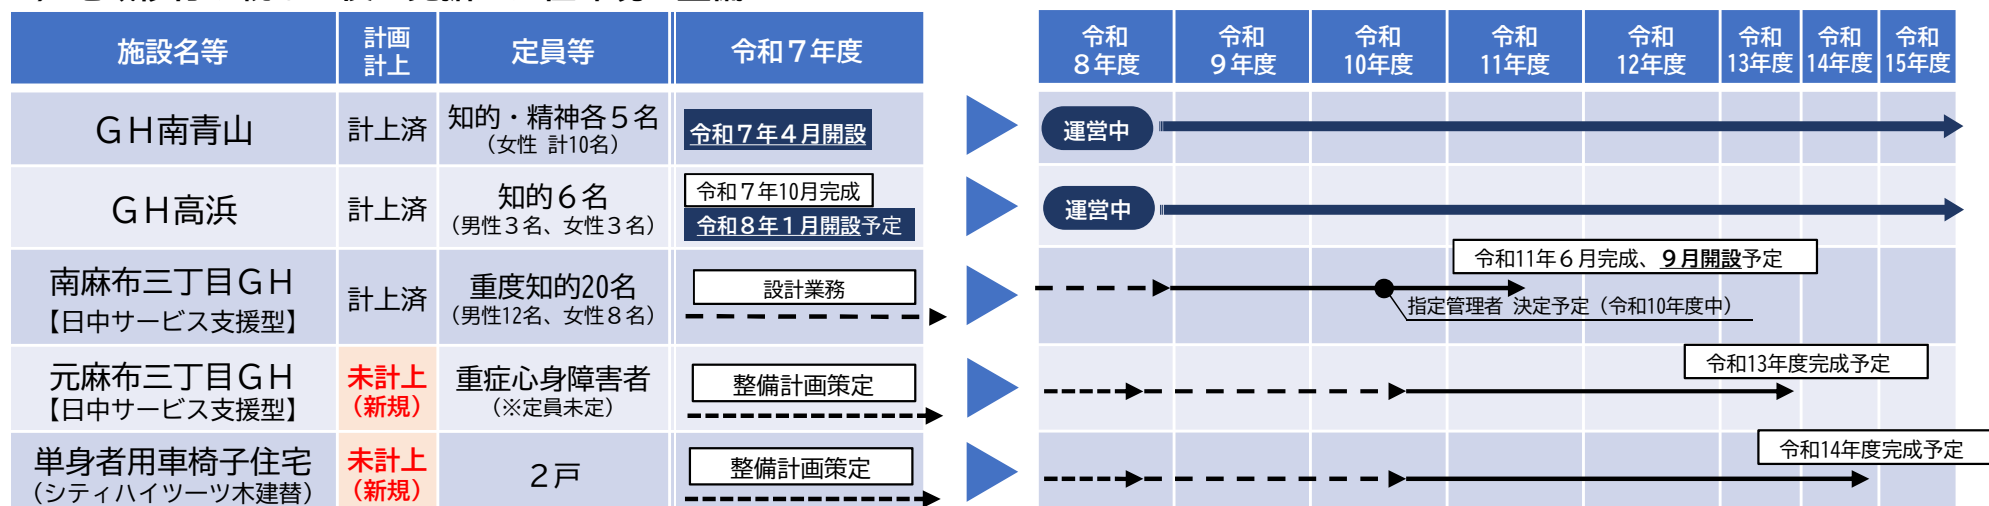 施設名等
計画
計上
定員等
令和７年度
令和
８年度
令和
９年度
令和
10年度
令和
11年度
令和
12年度
令和
13年度
令和
14年度
令和
15年度
ＧＨ南青山
計上済
知的・精神各５名
（女性 計10名）
令和７年４月開設
運営中
ＧＨ高浜
計上済
知的６名
（男性３名、女性３名）
令和７年10月完成
令和８年１月開設予定
運営中
南麻布三丁目ＧＨ
【日中サービス支援型】
計上済
重度知的20名
（男性12名、女性８名）
設計業務
令和11年６月完成、９月開設予定
指定管理者 決定予定（令和10年度中）
元麻布三丁目ＧＨ
【日中サービス支援型】
未計上
（新規）
重症心身障害者
（※定員未定）
整備計画策定
令和13年度完成予定
単身者用車椅子住宅
（シティハイツーツ木建替）
未計上
（新規）
２戸
整備計画策定
令和14年度完成予定